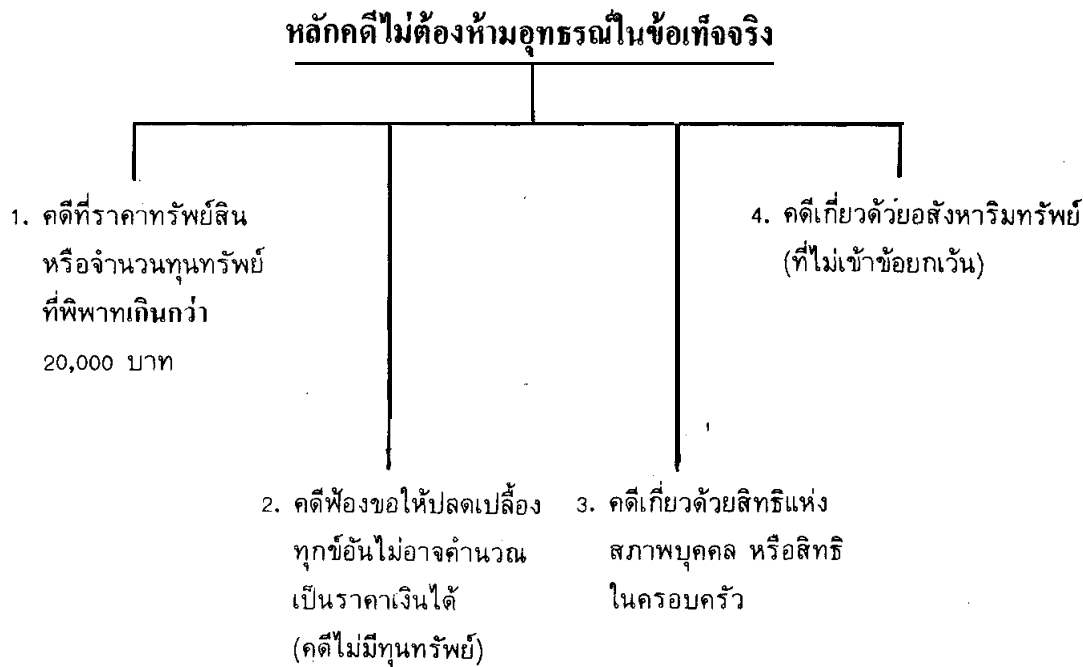 หลักคดีไม่ต้องห้ามอุทธรณ์ในข้อเท็จจริง
1. คดีที่ราคาทรัพย์สิน
หรือจำนวนทุนทรัพย์
ที่พิพาทเกินกว่า
20,000 บาท
4. คดีเกี่ยวด้วยอสังหาริมทรัพย์
(ที่ไม่เข้าข้อยกเว้น)
2. คดีฟ้องขอให้ปลดเปลื้อง
ทุกข์อันไม่อาจคำนวณ
เป็นราคาเงินได้
(คดีไม่มีทุนทรัพย์)
3. คดีเกี่ยวด้วยสิทธิแห่ง
สภาพบุคคล หรือสิทธิ
ในครอบครัว